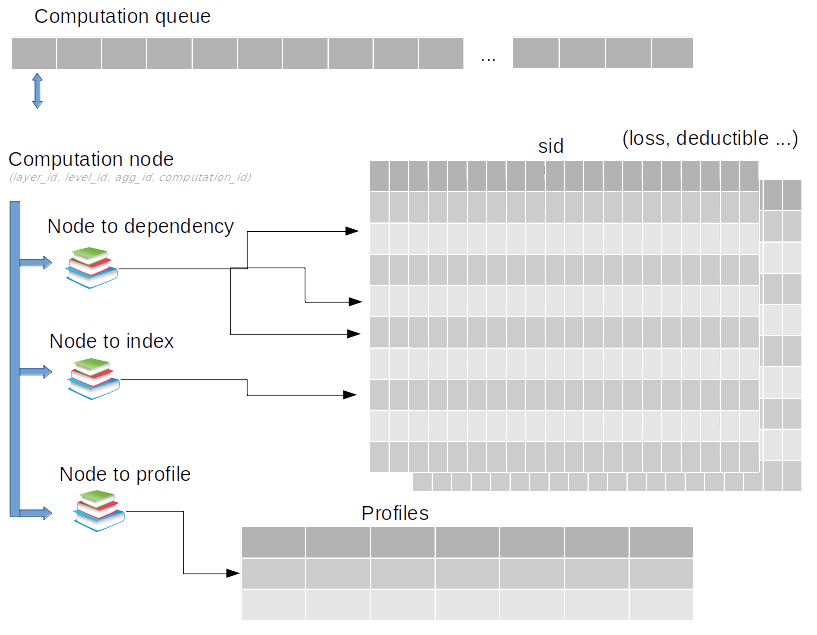 Computation queue
...
sid
(loss, deductible ...)
Computation node
(layer_id, level_id, agg_id, computation_id)
Node to dependency
Node to index
Node to profile
Profiles